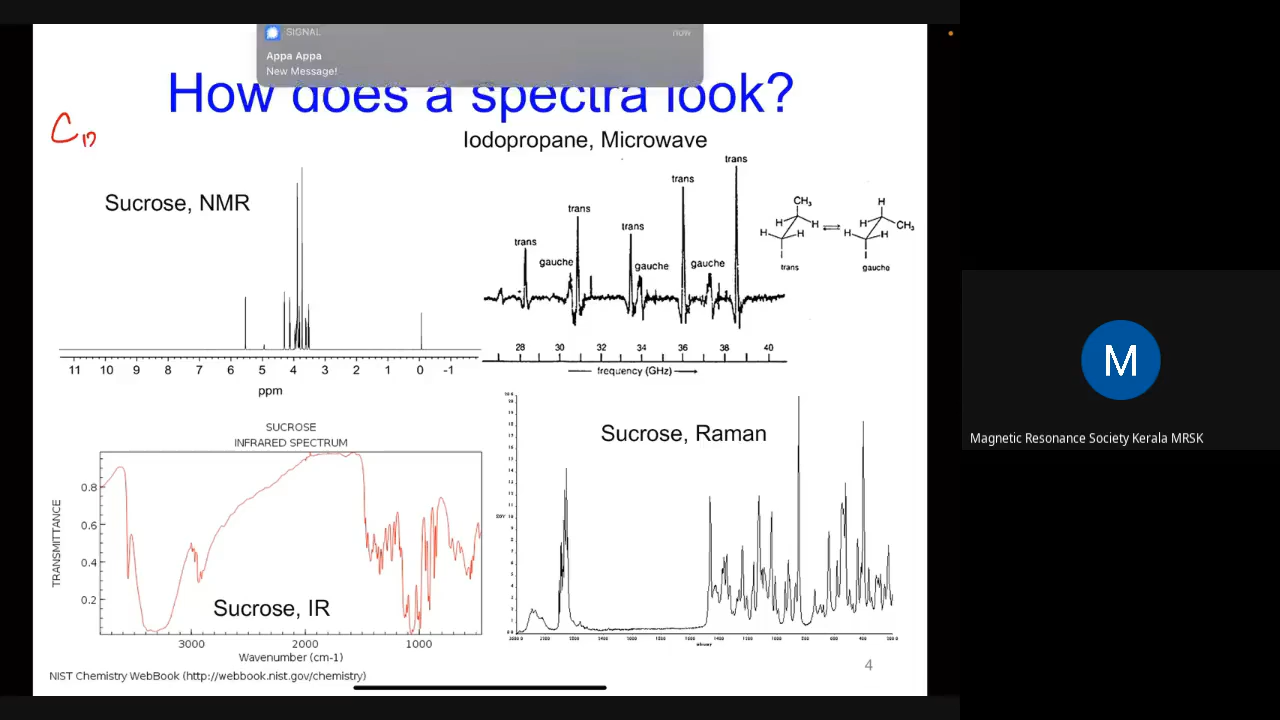 SIGNAL
now
Appa Appa
New Message!
How does a spectra look?
C12
Iodopropane, Microwave
Sucrose, NMR
trans
trans
trans
trans
trans
gauche
gauche
gauche
28 30 32 34 36 38 40
frequency (GHz)
CH3
H
H
H
H
I
trans
H
H
CH3
H
H
I
gauche
11 10 9 8 7 6 5 4 3 2 1 0 -1
ppm
SUCROSE
INFRARED SPECTRUM
TRANSMITTANCE
0.8
0.6
0.4
0.2
Sucrose, IR
3000 2000 1000
Wavenumber (cm-1)
NIST Chemistry WebBook (http://webbook.nist.gov/chemistry)
Sucrose, Raman
4
M
Magnetic Resonance Society Kerala MRSK